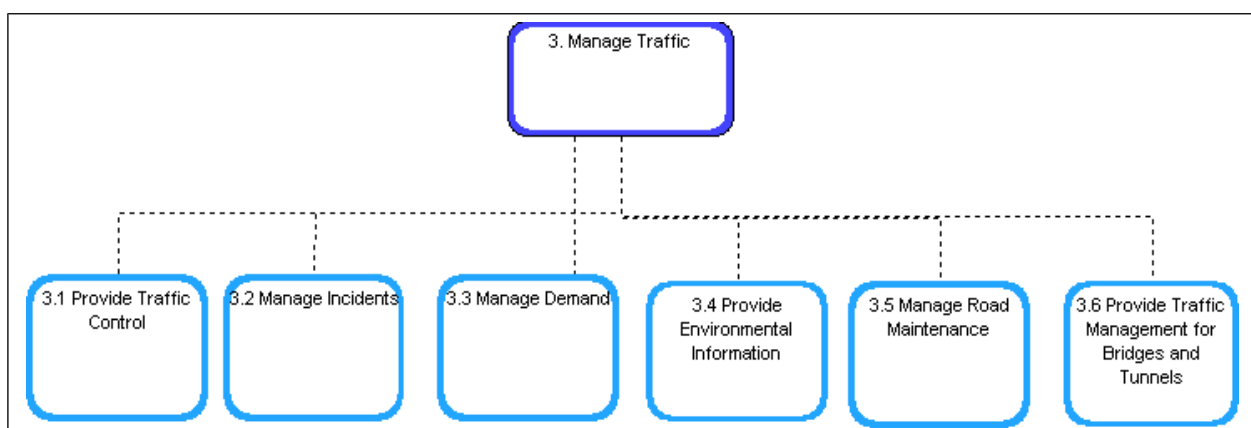 3. Manage Traffic
3.1 Provide Traffic
Control
3.2 Manage Incidents
3.3 Manage Demand
3.4 Provide
Environmental
Information
3.5 Manage Road
Maintenance
3.6 Provide Traffic
Management for
Bridges and
Tunnels